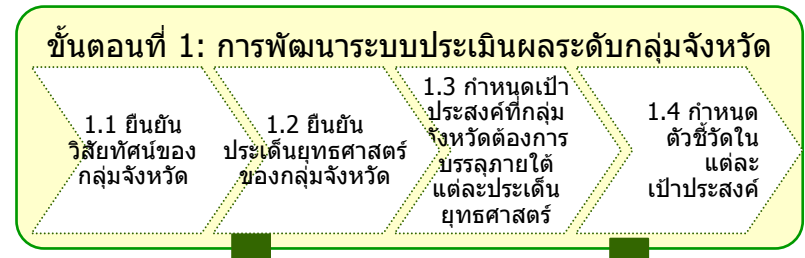 ขั้นตอนที่ 1: การพัฒนาระบบประเมินผลระดับกลุ่มจังหวัด
1.1 ยืนยัน
วิสัยทัศน์ของ
กลุ่มจังหวัด
1.2 ยืนยัน
ประเด็นยุทธศาสตร์
ของกลุ่มจังหวัด
1.3 กำหนดเป้า
ประสงค์ที่กลุ่ม
จังหวัดต้องการ
บรรลุภายใต้
แต่ละประเด็น
ยุทธศาสตร์
1.4 กำหนด
ตัวชี้วัดใน
แต่ละ
เป้าประสงค์